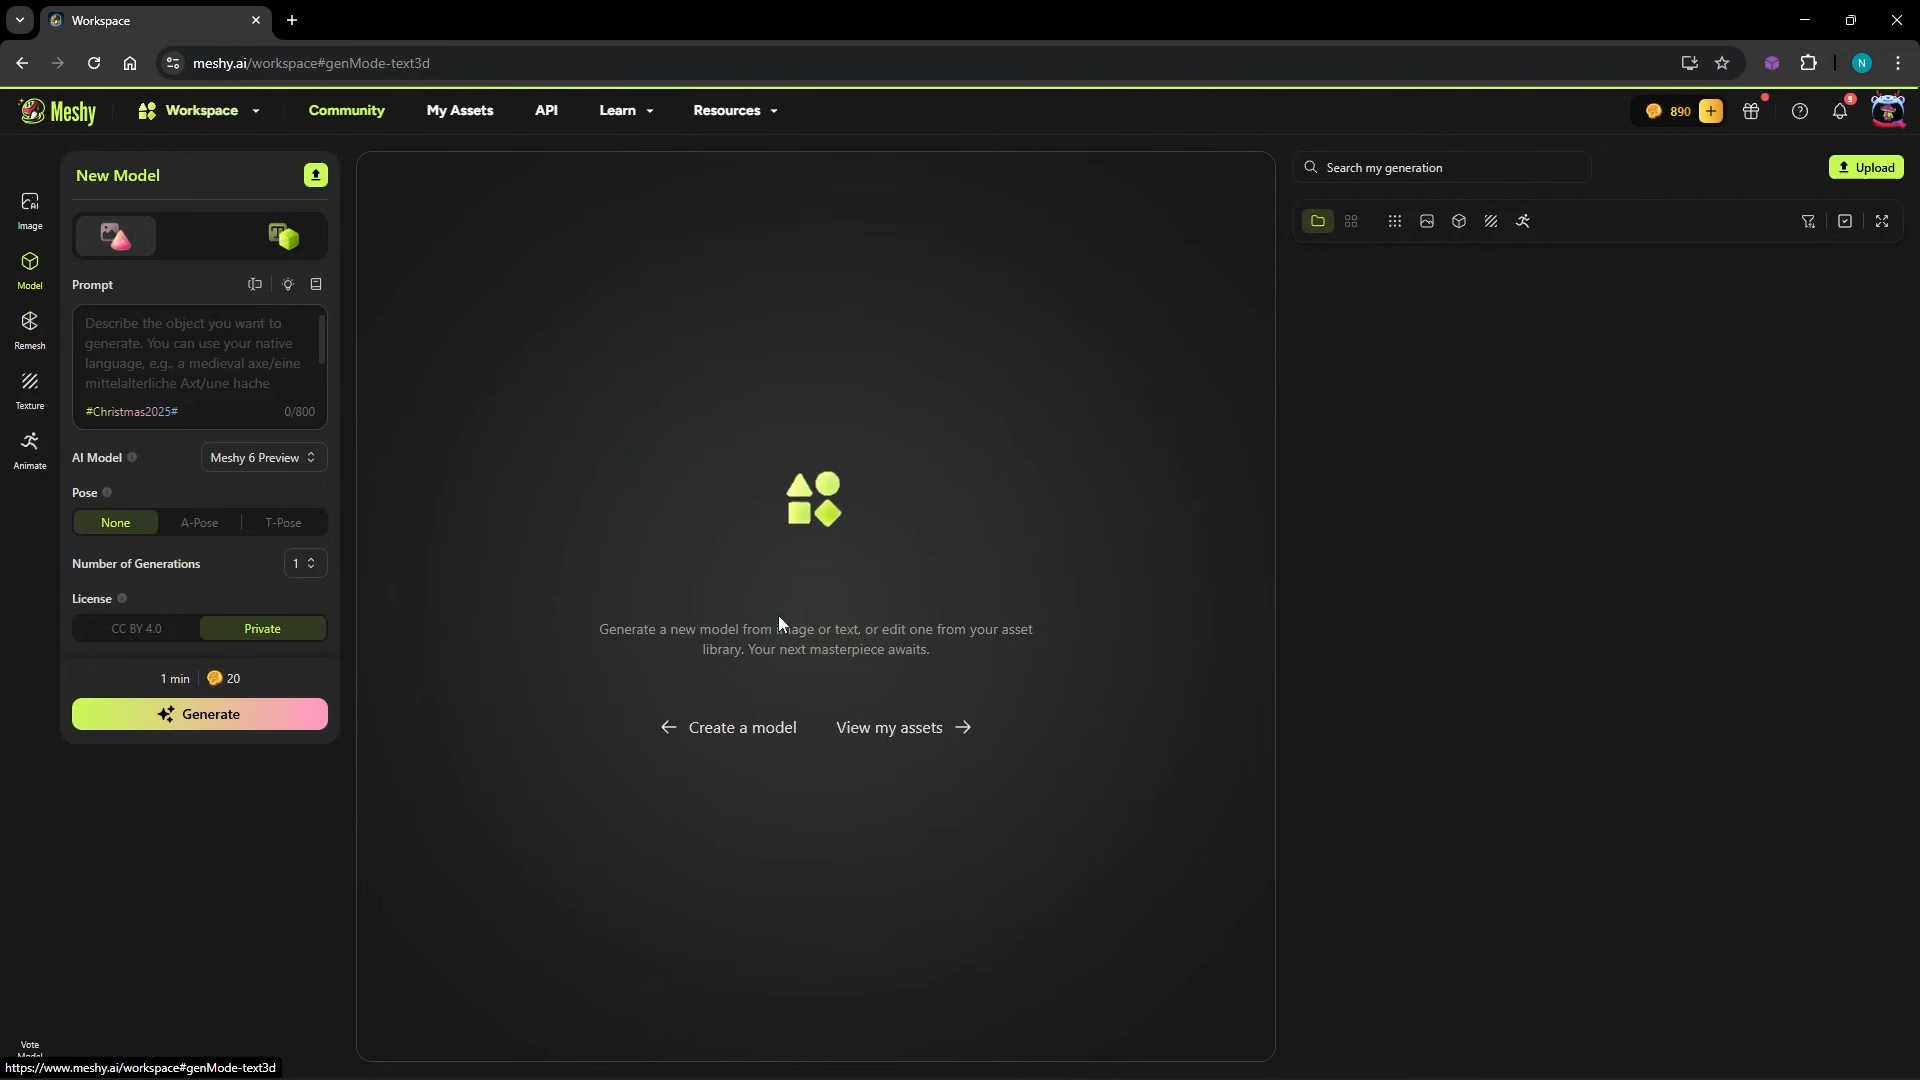 Workspace
meshy.ai/workspace#genMode-text3d
N
Meshy
Workspace
Community
My Assets
API
Learn
Resources
890
5
New Model
Search my generation
Upload
Image
Model
Remesh
Texture
Animate
Prompt
Describe the object you want to
generate. You can use your native
language, e.g., a medieval axe/eine
mittelalterliche Axt/une hache
#Christmas2025#
0/800
AI Model
Meshy 6 Preview
Pose
None
A-Pose
T-Pose
Number of Generations
1
License
CC BY 4.0
Private
1 min
20
Generate
Generate a new model from image or text, or edit one from your asset
library. Your next masterpiece awaits.
Create a model
View my assets
Vote
Model
https://www.meshy.ai/workspace#genMode-text3d